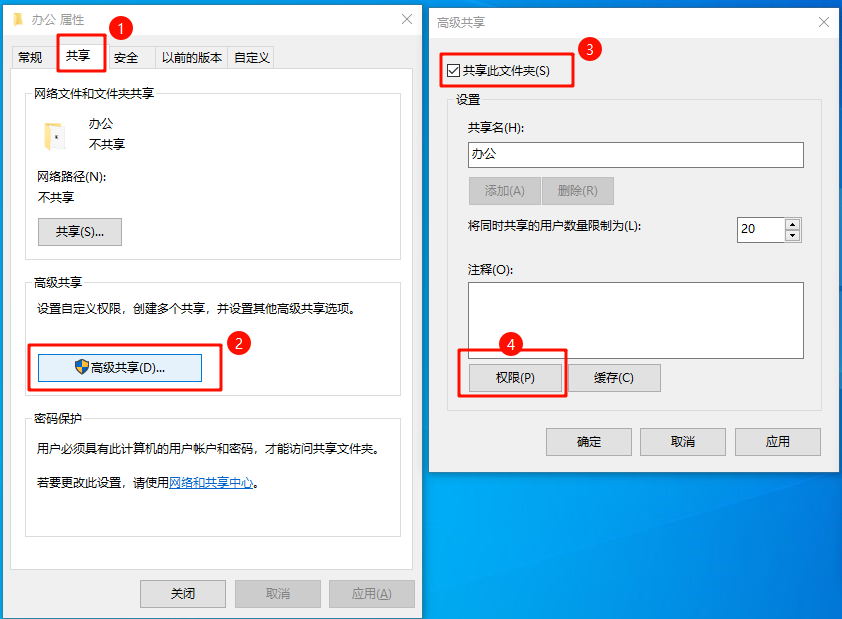 办公 属性
1
常规 共享 安全 以前的版本 自定义
网络文件和文件夹共享
办公
不共享
网络路径(N):
不共享
共享(S)...
高级共享
设置自定义权限，创建多个共享，并设置其他高级共享选项。
2
高级共享(D)...
密码保护
用户必须具有此计算机的用户帐户和密码，才能访问共享文件夹。
若要更改此设置，请使用网络和共享中心。
关闭 取消 应用(A)
高级共享
3
共享此文件夹(S)
设置
共享名(H):
办公
添加(A) 删除(R)
将同时共享的用户数量限制为(L): 20
注释(O):
4
权限(P) 缓存(C)
确定 取消 应用